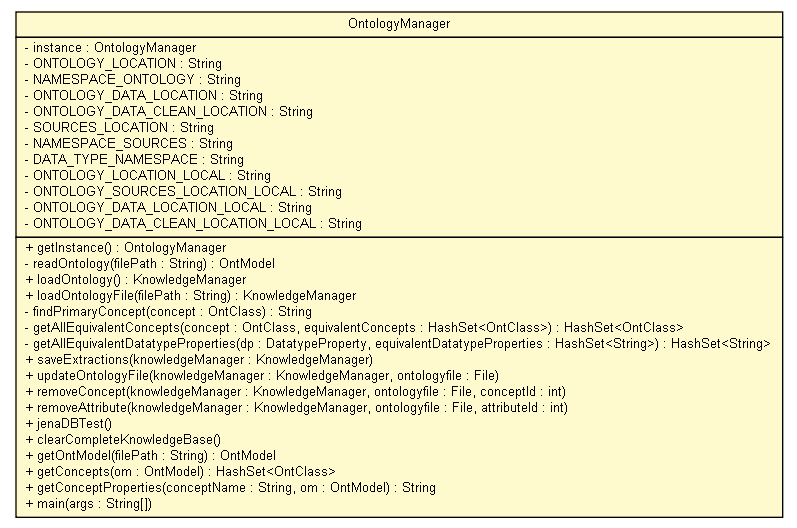 OntologyManager
- instance : OntologyManager
- ONTOLOGY_LOCATION : String
- NAMESPACE_ONTOLOGY : String
- ONTOLOGY_DATA_LOCATION : String
- ONTOLOGY_DATA_CLEAN_LOCATION : String
- SOURCES_LOCATION : String
- NAMESPACE_SOURCES : String
- DATA_TYPE_NAMESPACE : String
- ONTOLOGY_LOCATION_LOCAL : String
- ONTOLOGY_SOURCES_LOCATION_LOCAL : String
- ONTOLOGY_DATA_LOCATION_LOCAL : String
- ONTOLOGY_DATA_CLEAN_LOCATION_LOCAL : String
+ getInstance() : OntologyManager
- readOntology(filePath : String) : OntModel
+ loadOntology() : KnowledgeManager
+ loadOntologyFile(filePath : String) : KnowledgeManager
- findPrimaryConcept(concept : OntClass) : String
- getAllEquivalentConcepts(concept : OntClass, equivalentConcepts : HashSet<OntClass>) : HashSet<OntClass>
- getAllEquivalentDatatypeProperties(dp : DatatypeProperty, equivalentDatatypeProperties : HashSet<String>) : HashSet<String>
+ saveExtractions(knowledgeManager : KnowledgeManager)
+ updateOntologyFile(knowledgeManager : KnowledgeManager, ontologyfile : File)
+ removeConcept(knowledgeManager : KnowledgeManager, ontologyfile : File, conceptId : int)
+ removeAttribute(knowledgeManager : KnowledgeManager, ontologyfile : File, attributeId : int)
+ jenaDBTest()
+ clearCompleteKnowledgeBase()
+ getOntModel(filePath : String) : OntModel
+ getConcepts(om : OntModel) : HashSet<OntClass>
+ getConceptProperties(conceptName : String, om : OntModel) : String
+ main(args : String[])